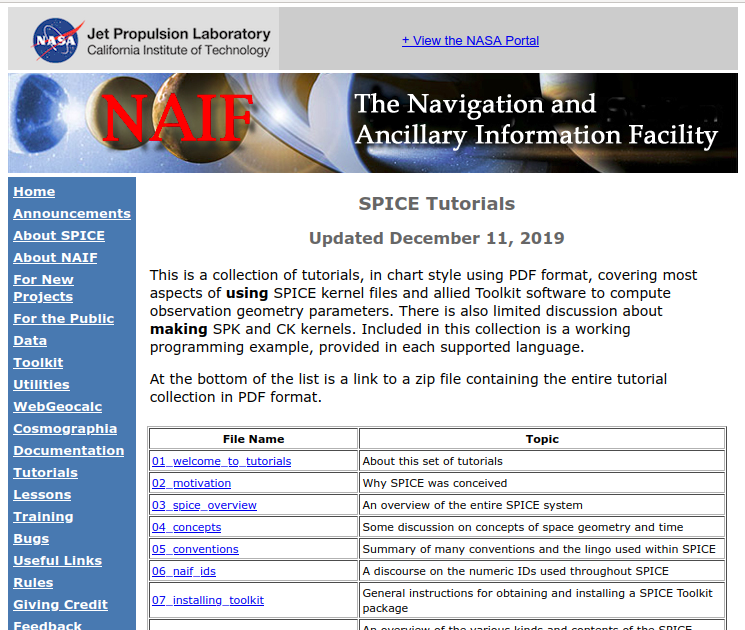 NASA
Jet Propulsion Laboratory
California Institute of Technology
+ View the NASA Portal
NAIF
The Navigation and
Ancillary Information Facility
Home
Announcements
About SPICE
About NAIF
For New
Projects
For the Public
Data
Toolkit
Utilities
WebGeocalc
Cosmographia
Documentation
Tutorials
Lessons
Training
Bugs
Useful Links
Rules
Giving Credit
Feedback
SPICE Tutorials
Updated December 11, 2019
This is a collection of tutorials, in chart style using PDF format, covering most
aspects of using SPICE kernel files and allied Toolkit software to compute
observation geometry parameters. There is also limited discussion about
making SPK and CK kernels. Included in this collection is a working
programming example, provided in each supported language.
At the bottom of the list is a link to a zip file containing the entire tutorial
collection in PDF format.
File Name Topic
01_welcome_to_tutorials About this set of tutorials
02_motivation Why SPICE was conceived
03_spice_overview An overview of the entire SPICE system
04_concepts Some discussion on concepts of space geometry and time
05_conventions Summary of many conventions and the lingo used within SPICE
06_naif_ids A discourse on the numeric IDs used throughout SPICE
07_installing_toolkit General instructions for obtaining and installing a SPICE Toolkit
package
An overview of the various kinds and contents of the SPICE